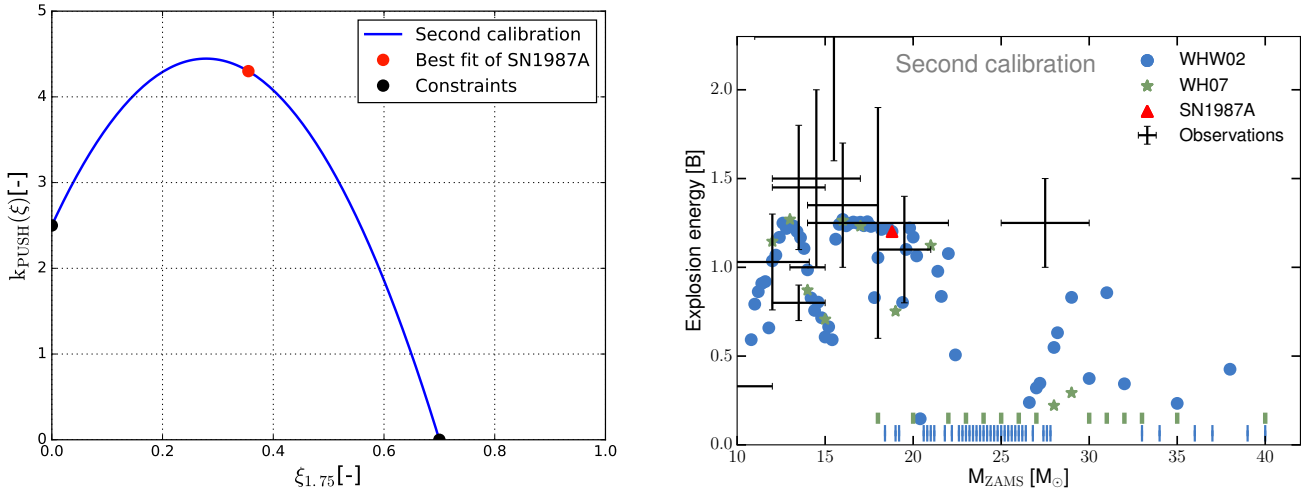 5
4
3
2
1
0
k_PUSH(ξ)[-]
0.0 0.2 0.4 0.6 0.8 1.0
ξ_1.75[-]
Second calibration
Best fit of SN1987A
Constraints
2.0
1.5
1.0
0.5
0.0
Explosion energy [B]
10 15 20 25 30 35 40
M_ZAMS [M_⊙]
Second calibration
WHW02
WH07
SN1987A
Observations